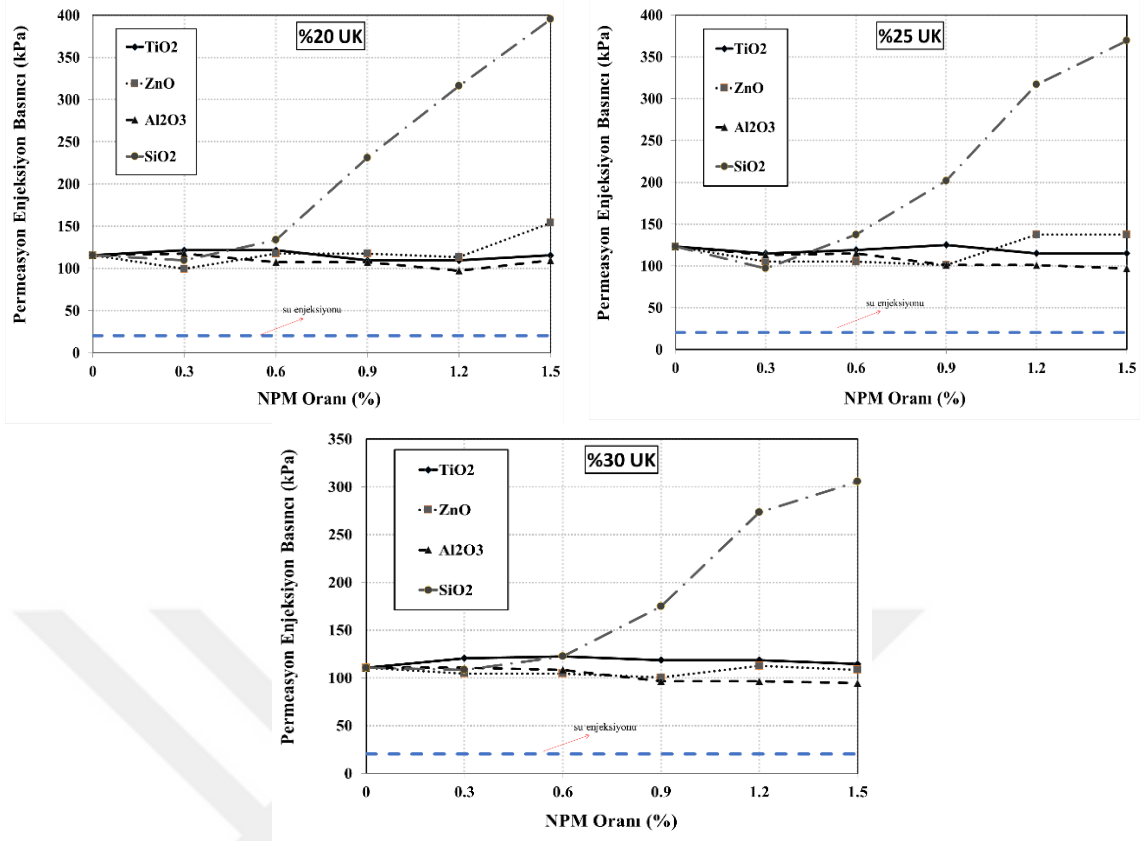 %20 UK
Permeasyon Enjeksiyon Basıncı (kPa)
400
350
300
250
200
150
100
50
0
TiO2
ZnO
Al2O3
SiO2
su enjeksiyonu
0 0.3 0.6 0.9 1.2 1.5
NPM Oranı (%)
%25 UK
Permeasyon Enjeksiyon Basıncı (kPa)
400
350
300
250
200
150
100
50
0
TiO2
ZnO
Al2O3
SiO2
su enjeksiyonu
0 0.3 0.6 0.9 1.2 1.5
NPM Oranı (%)
%30 UK
Permeasyon Enjeksiyon Basıncı (kPa)
350
300
250
200
150
100
50
0
TiO2
ZnO
Al2O3
SiO2
su enjeksiyonu
0 0.3 0.6 0.9 1.2 1.5
NPM Oranı (%)